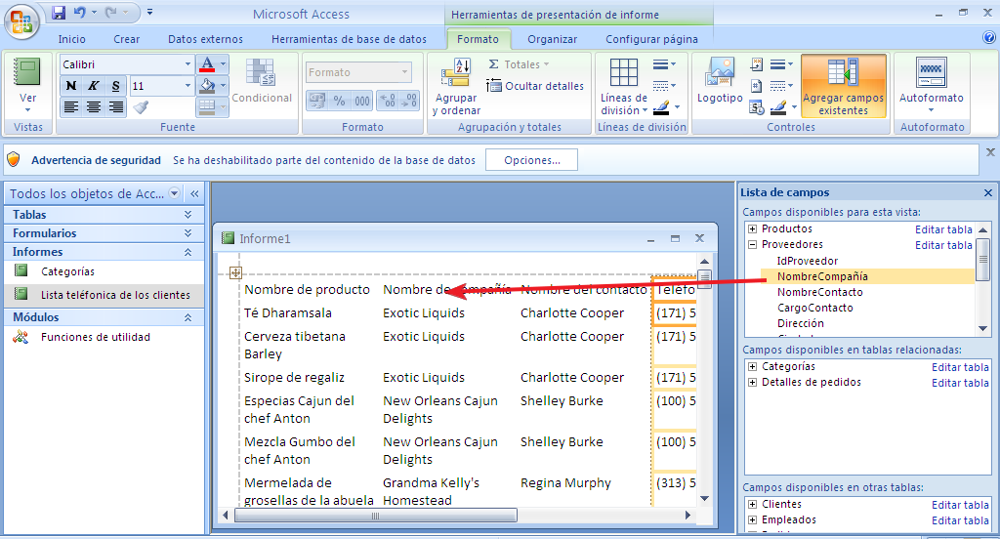 Microsoft Access
Herramientas de presentación de informe
Inicio
Crear
Datos externos
Herramientas de base de datos
Formato
Organizar
Configurar página
Ver
Vistas
Calibri
A
N K S
11
Condicional
Fuente
Formato
% 000
Formato
Agrupar y ordenar
Σ Totales
Ocultar detalles
Agrupación y totales
Líneas de división
Líneas de división
Logotipo
Agregar campos existentes
Controles
Autoformato
Autoformato
Advertencia de seguridad
Se ha deshabilitado parte del contenido de la base de datos
Opciones...
Todos los objetos de Acc...
Tablas
Formularios
Informes
Categorías
Lista teléfonica de los clientes
Módulos
Funciones de utilidad
Informe1
Nombre de producto Nombre de compañía Nombre del contacto Teléfo
Té Dharamsala Exotic Liquids Charlotte Cooper (171) 5
Cerveza tibetana Exotic Liquids Charlotte Cooper (171) 5
Barley
Sirope de regaliz Exotic Liquids Charlotte Cooper (171) 5
Especias Cajun del New Orleans Cajun Shelley Burke (100) 5
chef Anton Delights
Mezcla Gumbo del New Orleans Cajun Shelley Burke (100) 5
chef Anton Delights
Mermelada de Grandma Kelly's Regina Murphy (313) 5
grosellas de la abuela Homestead
Lista de campos
Campos disponibles para esta vista:
Productos Editar tabla
Proveedores Editar tabla
IdProveedor
NombreCompañía
NombreContacto
CargoContacto
Dirección
Campos disponibles en tablas relacionadas:
Categorías Editar tabla
Detalles de pedidos Editar tabla
Campos disponibles en otras tablas:
Clientes Editar tabla
Empleados Editar tabla